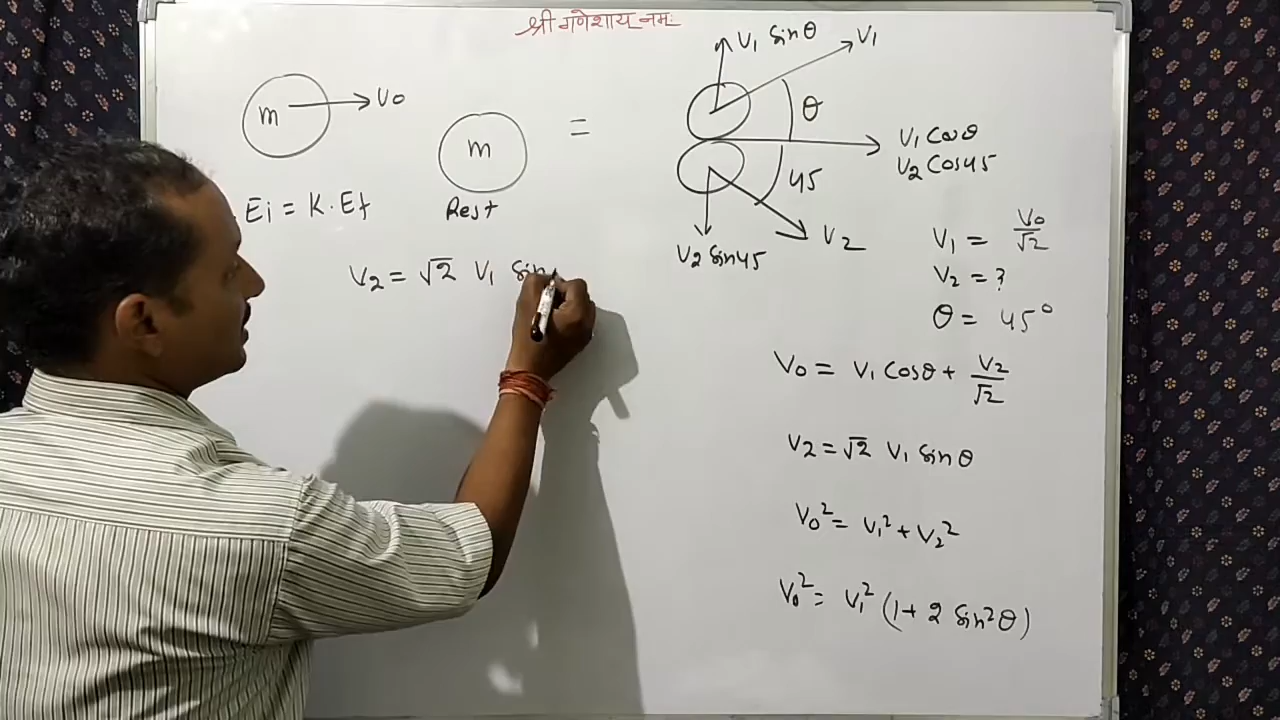 श्री गणेशाय नमः
m
V0
m
Rest
=
V1 Sinθ
V1
θ
V1 Cosθ
V2 Cos45
45
V2
V2 Sin45
.Ei = K.Ef
V2 = √2 V1 Sin
V1 = V0/√2
V2 = ?
θ = 45°
V0 = V1 Cosθ + V2/√2
V2 = √2 V1 Sinθ
V0² = V1² + V2²
V0² = V1² (1+ 2 Sin²θ)